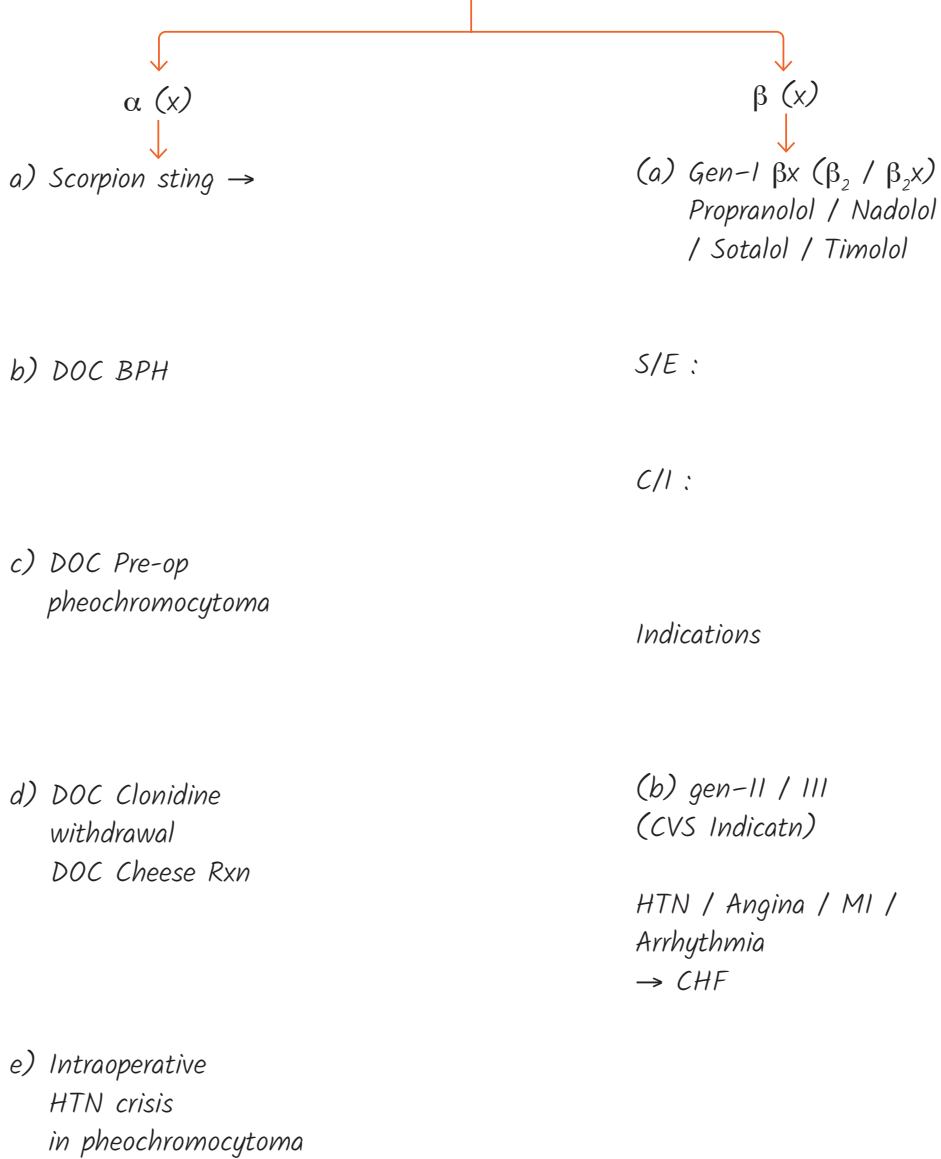 α (x)
a) Scorpion sting →
b) DOC BPH
c) DOC Pre-op
pheochromocytoma
d) DOC Clonidine
withdrawal
DOC Cheese Rxn
e) Intraoperative
HTN crisis
in pheochromocytoma
β (x)
(a) Gen-I βx (β₂ / β₂x)
Propranolol / Nadolol
/ Sotalol / Timolol
S/E :
C/I :
Indications
(b) gen-II / III
(CVS Indicatn)
HTN / Angina / MI /
Arrhythmia
→ CHF